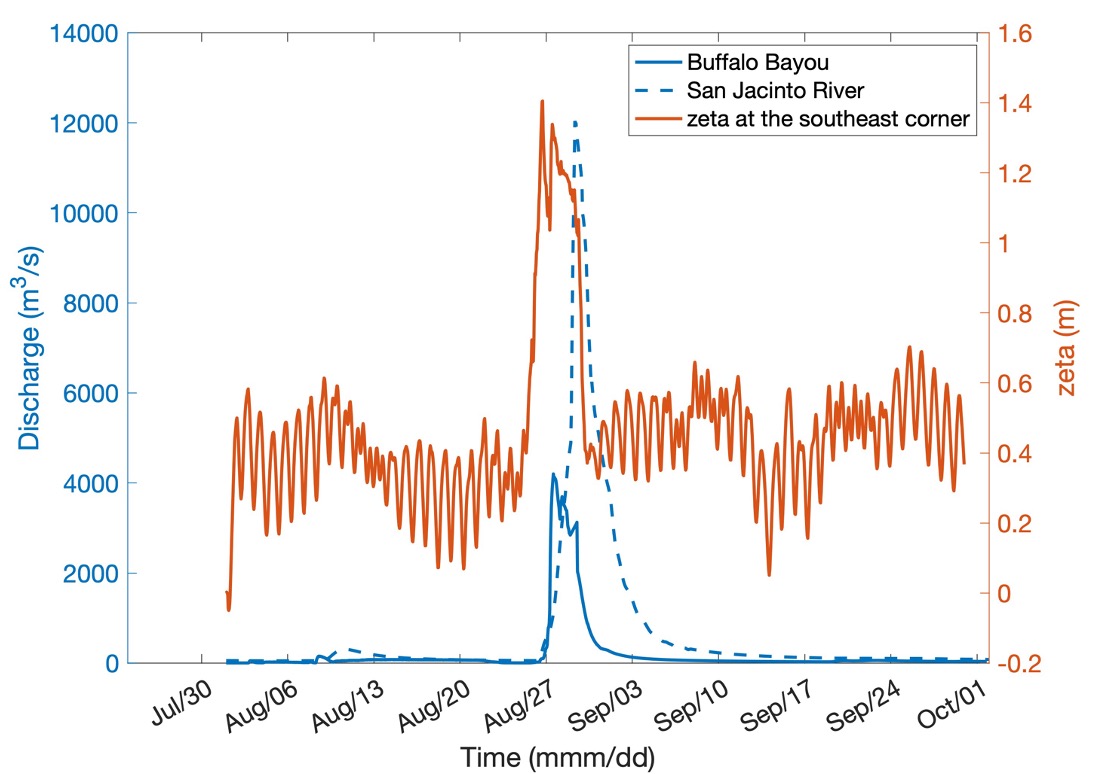 14000
12000
10000
8000
6000
4000
2000
0
Discharge (m³/s)
1.6
1.4
1.2
1
0.8
0.6
0.4
0.2
0
-0.2
zeta (m)
Buffalo Bayou
San Jacinto River
zeta at the southeast corner
Jul/30
Aug/06
Aug/13
Aug/20
Aug/27
Sep/03
Sep/10
Sep/17
Sep/24
Oct/01
Time (mmm/dd)